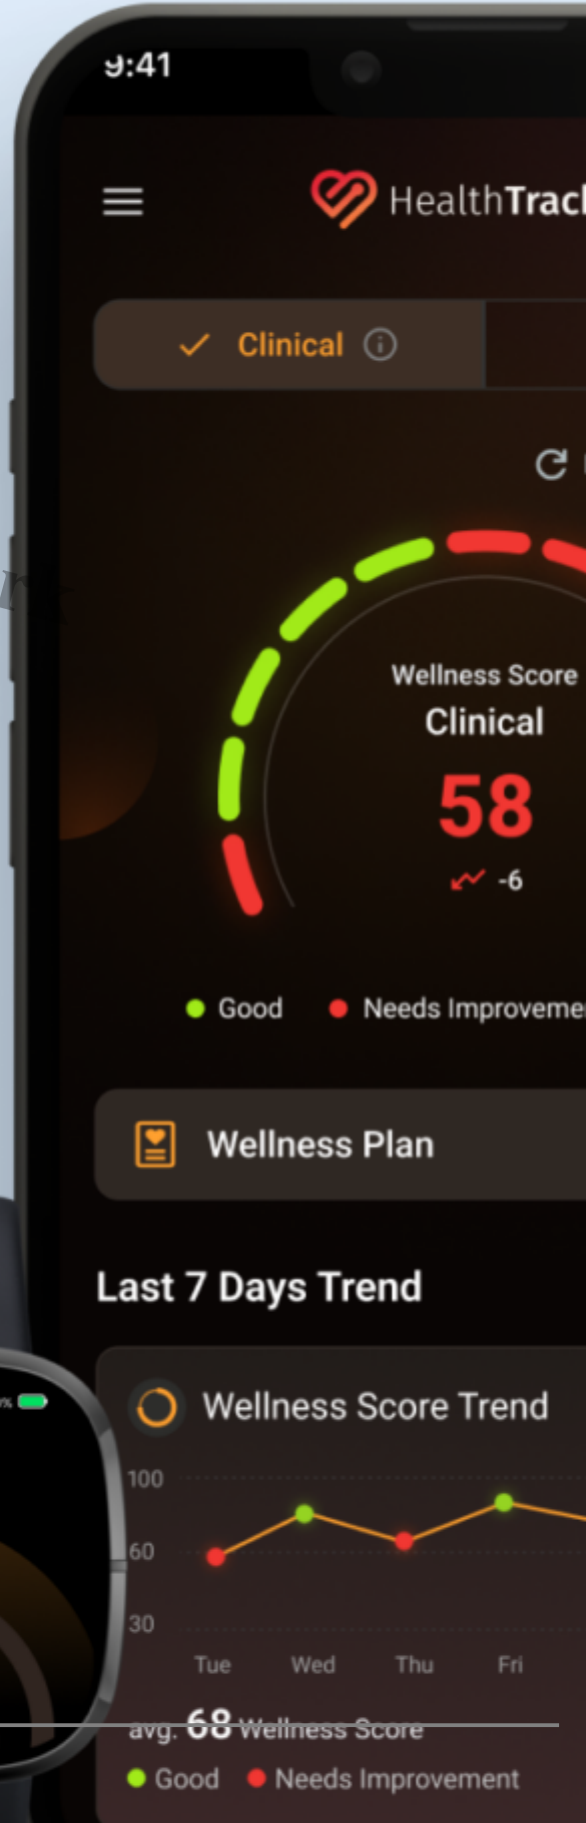 9:41
HealthTrack
Clinical
Wellness Score
Clinical
58
-6
Good Needs Improveme
Wellness Plan
Last 7 Days Trend
%
Wellness Score Trend
100
60
30
Tue Wed Thu Fri
avg. 68 Wellness Score
Good Needs Improvement